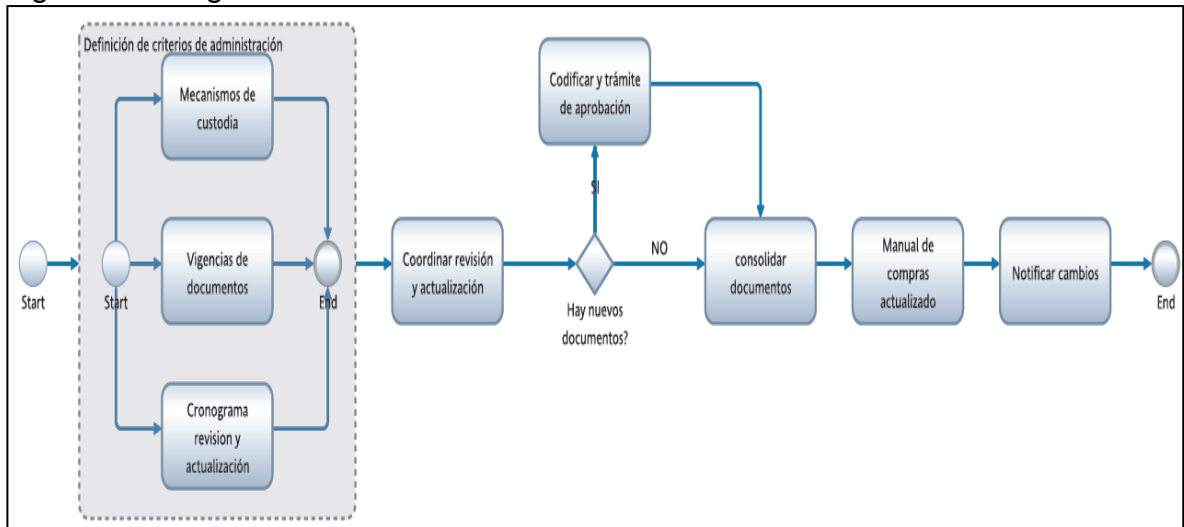 Definición de criterios de administración
Mecanismos de
custodia
Vigencias de
documentos
Cronograma
revision y
actualización
Start
Start
End
Coordinar revisión
y actualización
Codificar y trámite
de aprobación
SI
NO
Hay nuevos
documentos?
consolidar
documentos
Manual de
compras
actualizado
Notificar cambios
End